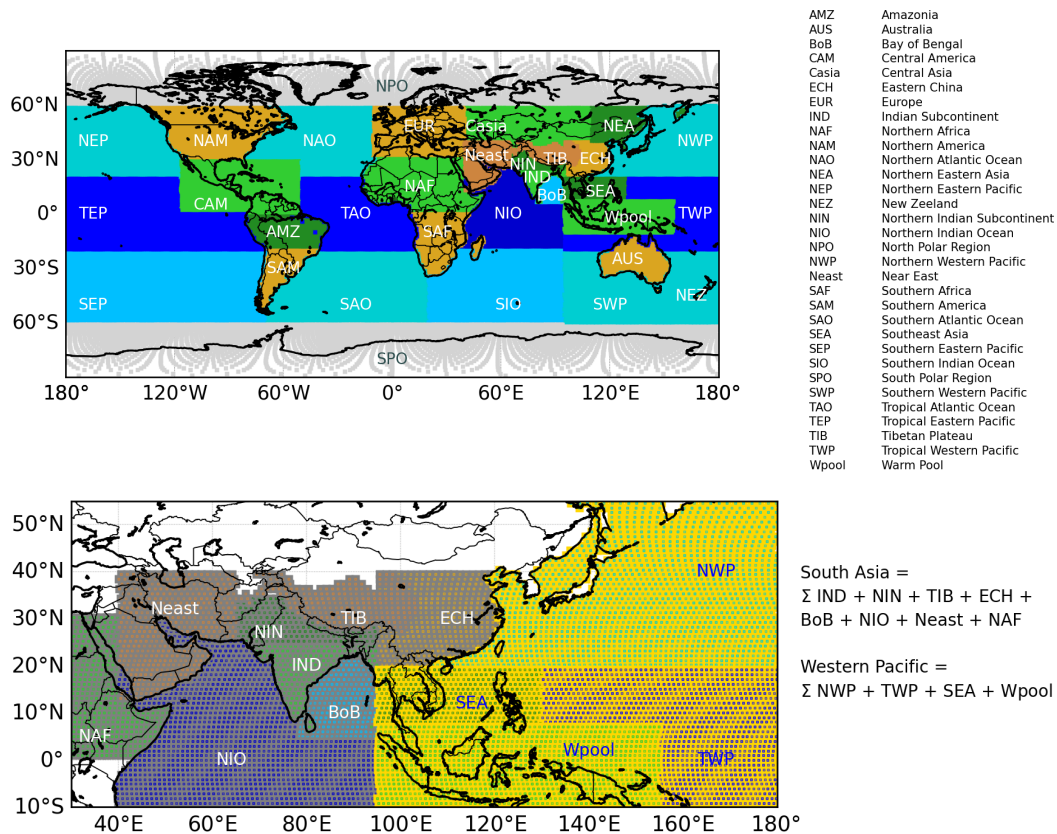 60°N
30°N
0°
30°S
60°S
180°
120°W
60°W
0°
60°E
120°E
180°
NPO
NEP
NAM
NAO
EUR
Casia
NEA
NWP
Neast
NIN
TIB
ECH
IND
NAF
BoB
SEA
CAM
TEP
TAO
NIO
Wpool
TWP
AMZ
SAF
SAM
AUS
SEP
SAO
SIO
SWP
NEZ
SPO
AMZ Amazonia
AUS Australia
BoB Bay of Bengal
CAM Central America
Casia Central Asia
ECH Eastern China
EUR Europe
IND Indian Subcontinent
NAF Northern Africa
NAM Northern America
NAO Northern Atlantic Ocean
NEA Northern Eastern Asia
NEP Northern Eastern Pacific
NEZ New Zeeland
NIN Northern Indian Subcontinent
NIO Northern Indian Ocean
NPO North Polar Region
NWP Northern Western Pacific
Neast Near East
SAF Southern Africa
SAM Southern America
SAO Southern Atlantic Ocean
SEA Southeast Asia
SEP Southern Eastern Pacific
SIO Southern Indian Ocean
SPO South Polar Region
SWP Southern Western Pacific
TAO Tropical Atlantic Ocean
TEP Tropical Eastern Pacific
TIB Tibetan Plateau
TWP Tropical Western Pacific
Wpool Warm Pool
50°N
40°N
30°N
20°N
10°N
0°
10°S
40°E
60°E
80°E
100°E
120°E
140°E
160°E
180°
NWP
Neast
TIB
ECH
NIN
IND
SEA
BoB
NAF
NIO
Wpool
TWP
South Asia =
Σ IND + NIN + TIB + ECH +
BoB + NIO + Neast + NAF
Western Pacific =
Σ NWP + TWP + SEA + Wpool